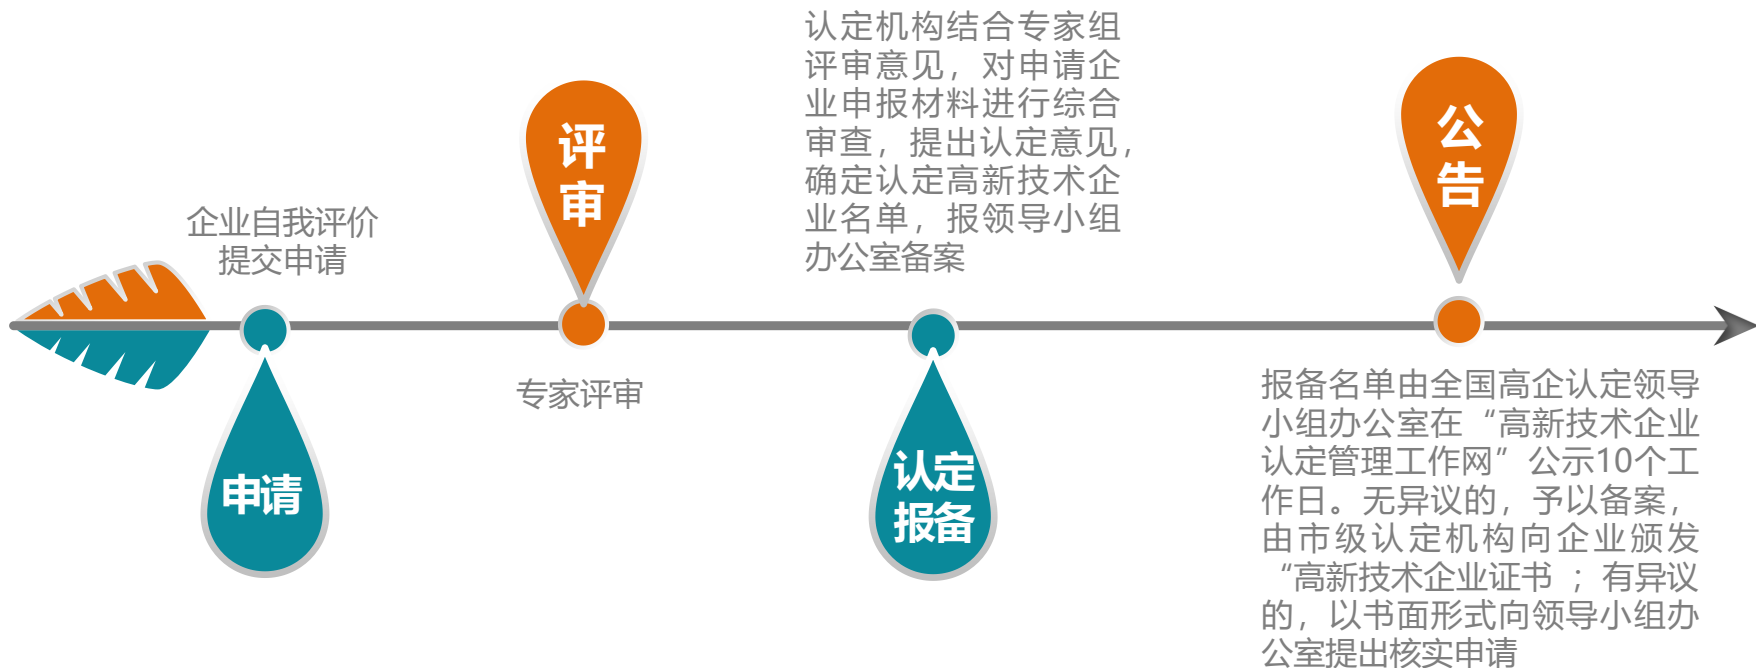 企业自我评价
提交申请
申请
评
审
专家评审
认定机构结合专家组
评审意见，对申请企
业申报材料进行综合
审查，提出认定意见，
确定认定高新技术企
业名单，报领导小组
办公室备案
认定
报备
公
告
报备名单由全国高企认定领导
小组办公室在“高新技术企业
认定管理工作网”公示10个工
作日。无异议的，予以备案，
由市级认定机构向企业颁发
“高新技术企业证书 ；有异议
的，以书面形式向领导小组办
公室提出核实申请